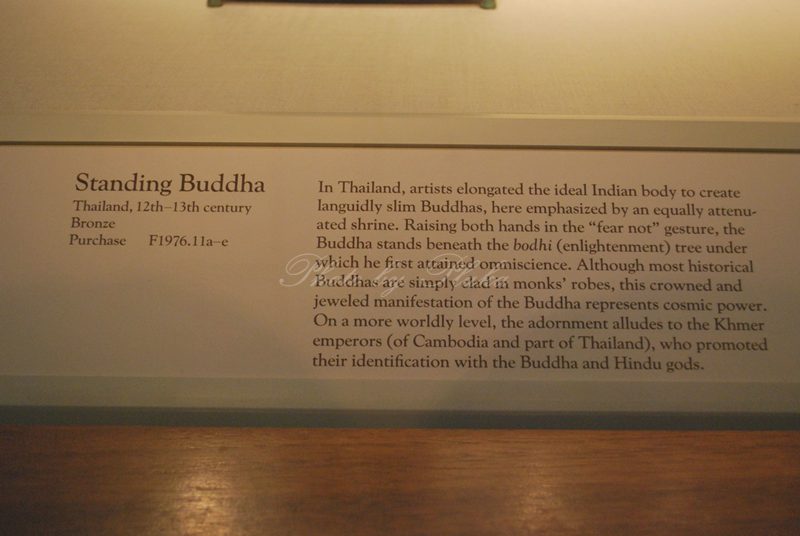 Standing Buddha
Thailand, 12th–13th century
Bronze
Purchase F1976.11a–e
In Thailand, artists elongated the ideal Indian body to create
languidly slim Buddhas, here emphasized by an equally attenu-
ated shrine. Raising both hands in the “fear not” gesture, the
Buddha stands beneath the bodhi (enlightenment) tree under
which he first attained omniscience. Although most historical
Buddhas are simply clad in monks’ robes, this crowned and
jeweled manifestation of the Buddha represents cosmic power.
On a more worldly level, the adornment alludes to the Khmer
emperors (of Cambodia and part of Thailand), who promoted
their identification with the Buddha and Hindu gods.
Photo by